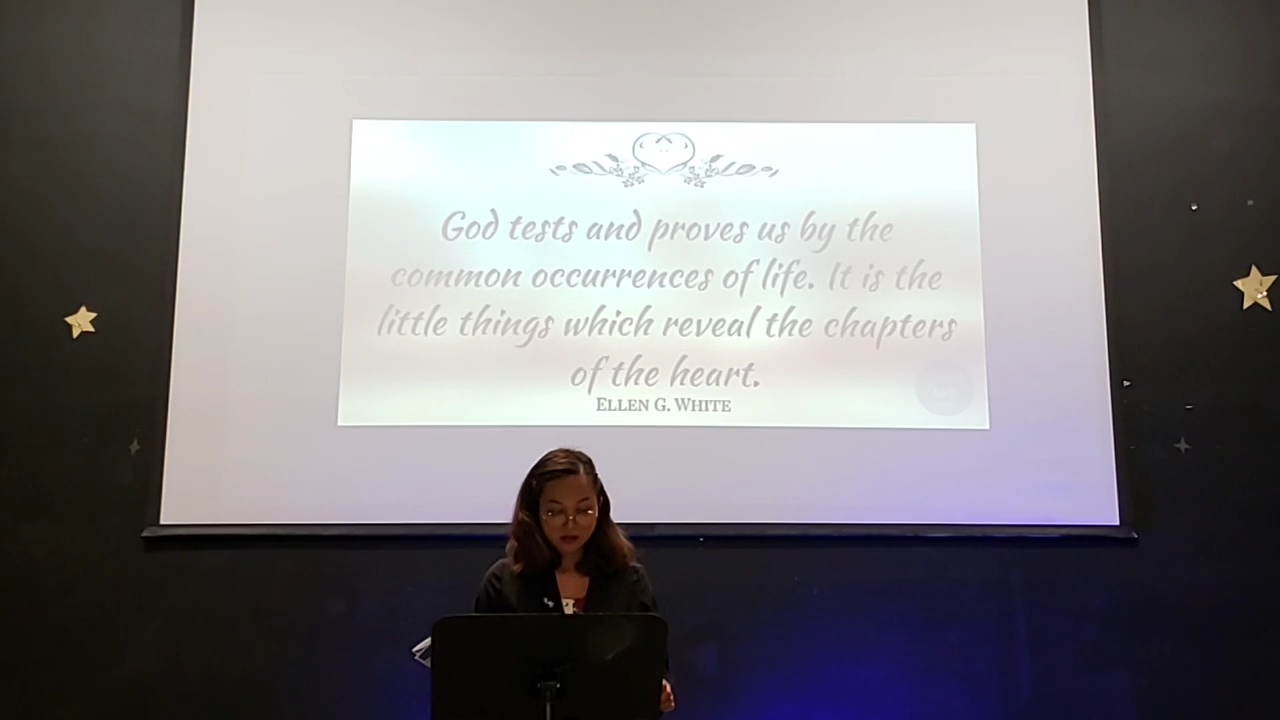 God tests and proves us by the
common occurrences of life. It is the
little things which reveal the chapters
of the heart.
ELLEN G. WHITE